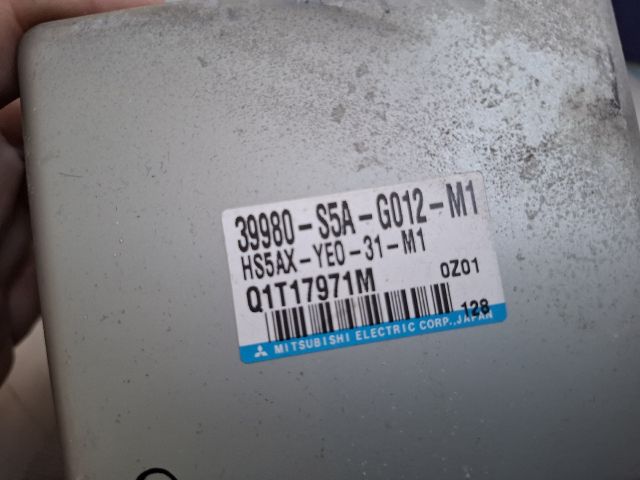 39980-S5A-G012-M1
HS5AX-YE0-31-M1
Q1T17971M 0Z01
128
MITSUBISHI ELECTRIC CORP., JAPAN